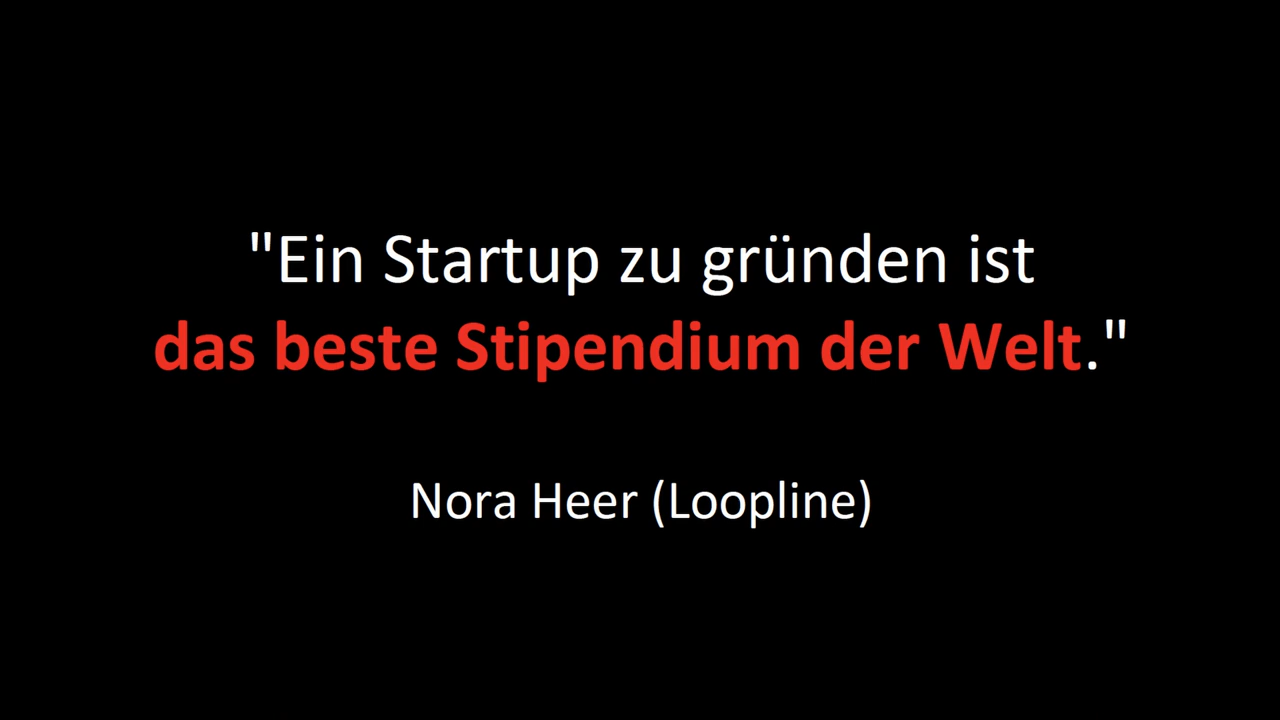 "Ein Startup zu gründen ist
das beste Stipendium der Welt."
Nora Heer (Loopline)